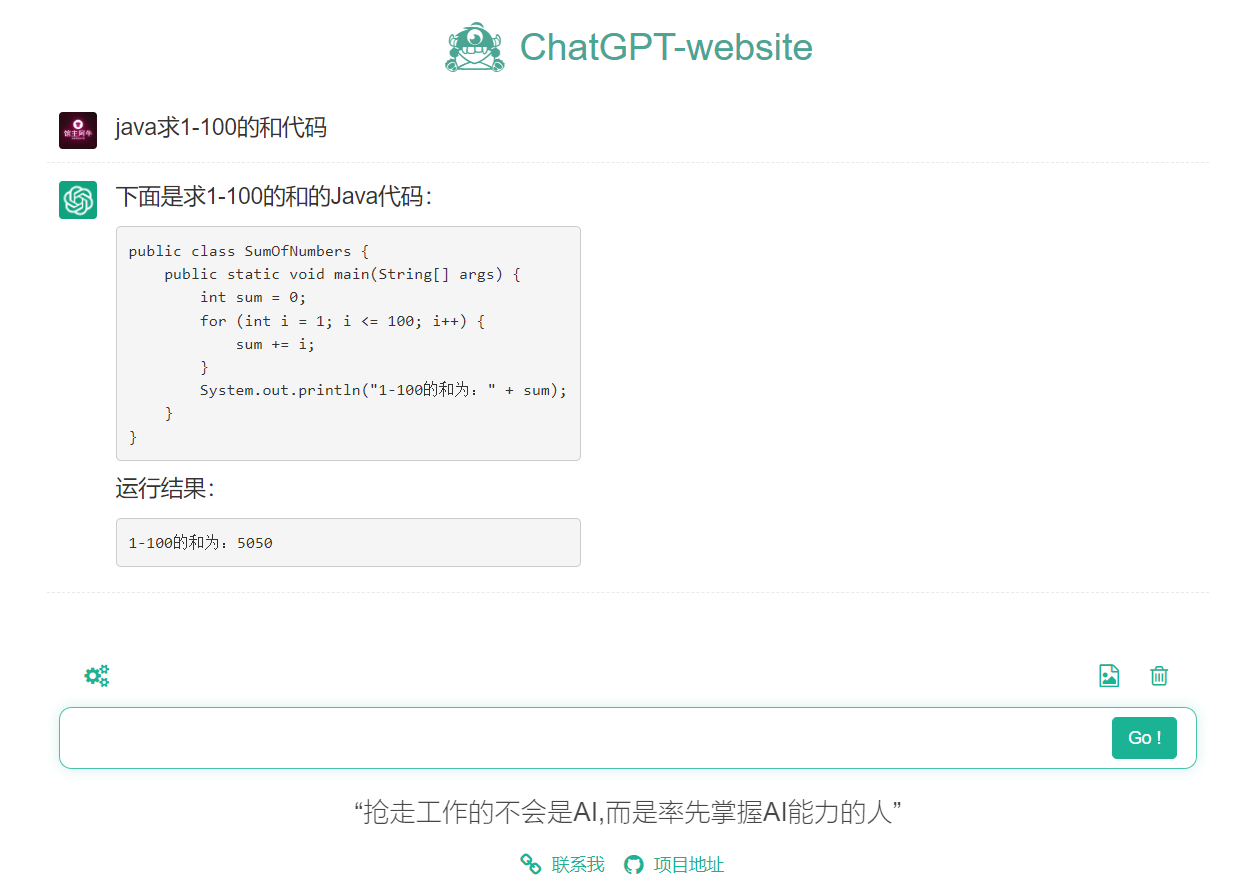 ChatGPT-website
java求1-100的和代码
下面是求1-100的和的Java代码：
public class SumOfNumbers {
    public static void main(String[] args) {
        int sum = 0;
        for (int i = 1; i <= 100; i++) {
            sum += i;
        }
        System.out.println("1-100的和为：" + sum);
    }
}
运行结果：
1-100的和为：5050
Go !
“抢走工作的不会是AI,而是率先掌握AI能力的人”
联系我 项目地址